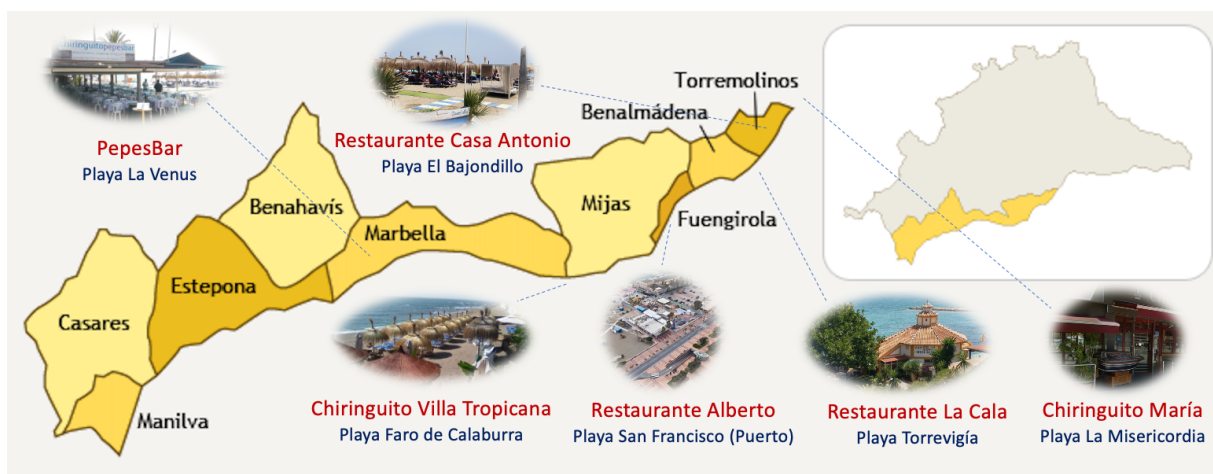 chiringuitopepesbar
PepesBar
Playa La Venus
Restaurante Casa Antonio
Playa El Bajondillo
Torremolinos
Benalmádena
Mijas
Fuengirola
Benahavís
Marbella
Estepona
Casares
Manilva
Chiringuito Villa Tropicana
Playa Faro de Calaburra
Restaurante Alberto
Playa San Francisco (Puerto)
Restaurante La Cala
Playa Torrevigía
Chiringuito María
Playa La Misericordia